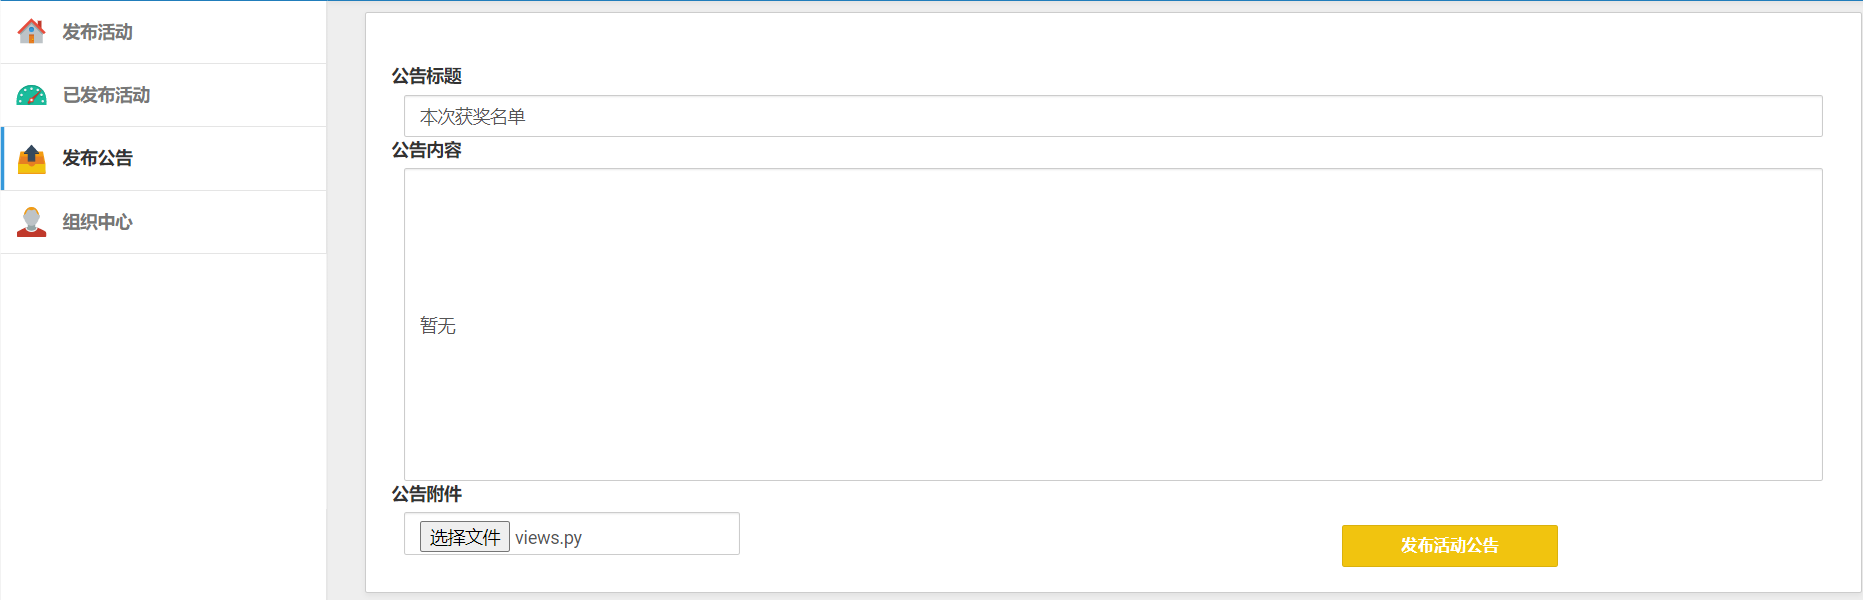 发布活动
已发布活动
发布公告
组织中心
公告标题
本次获奖名单
公告内容
暂无
公告附件
选择文件 views.py
发布活动公告